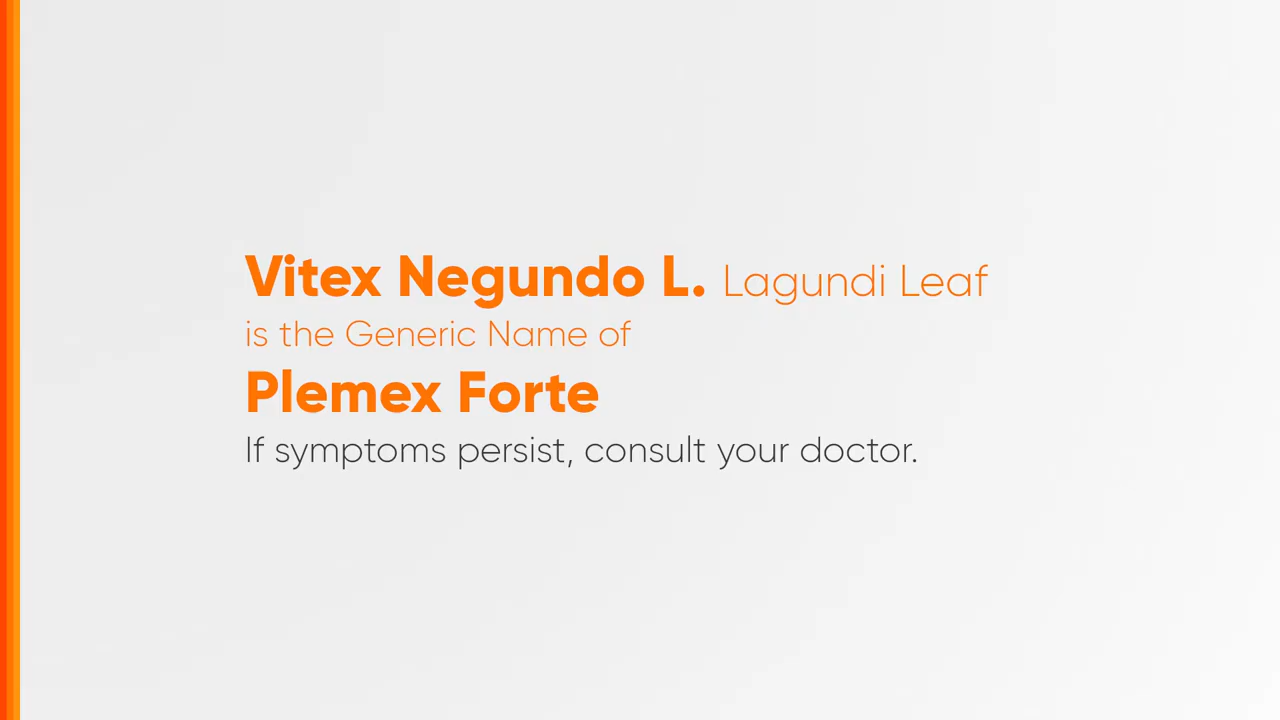 Vitex Negundo L. Lagundi Leaf
is the Generic Name of
Plemex Forte
If symptoms persist, consult your doctor.